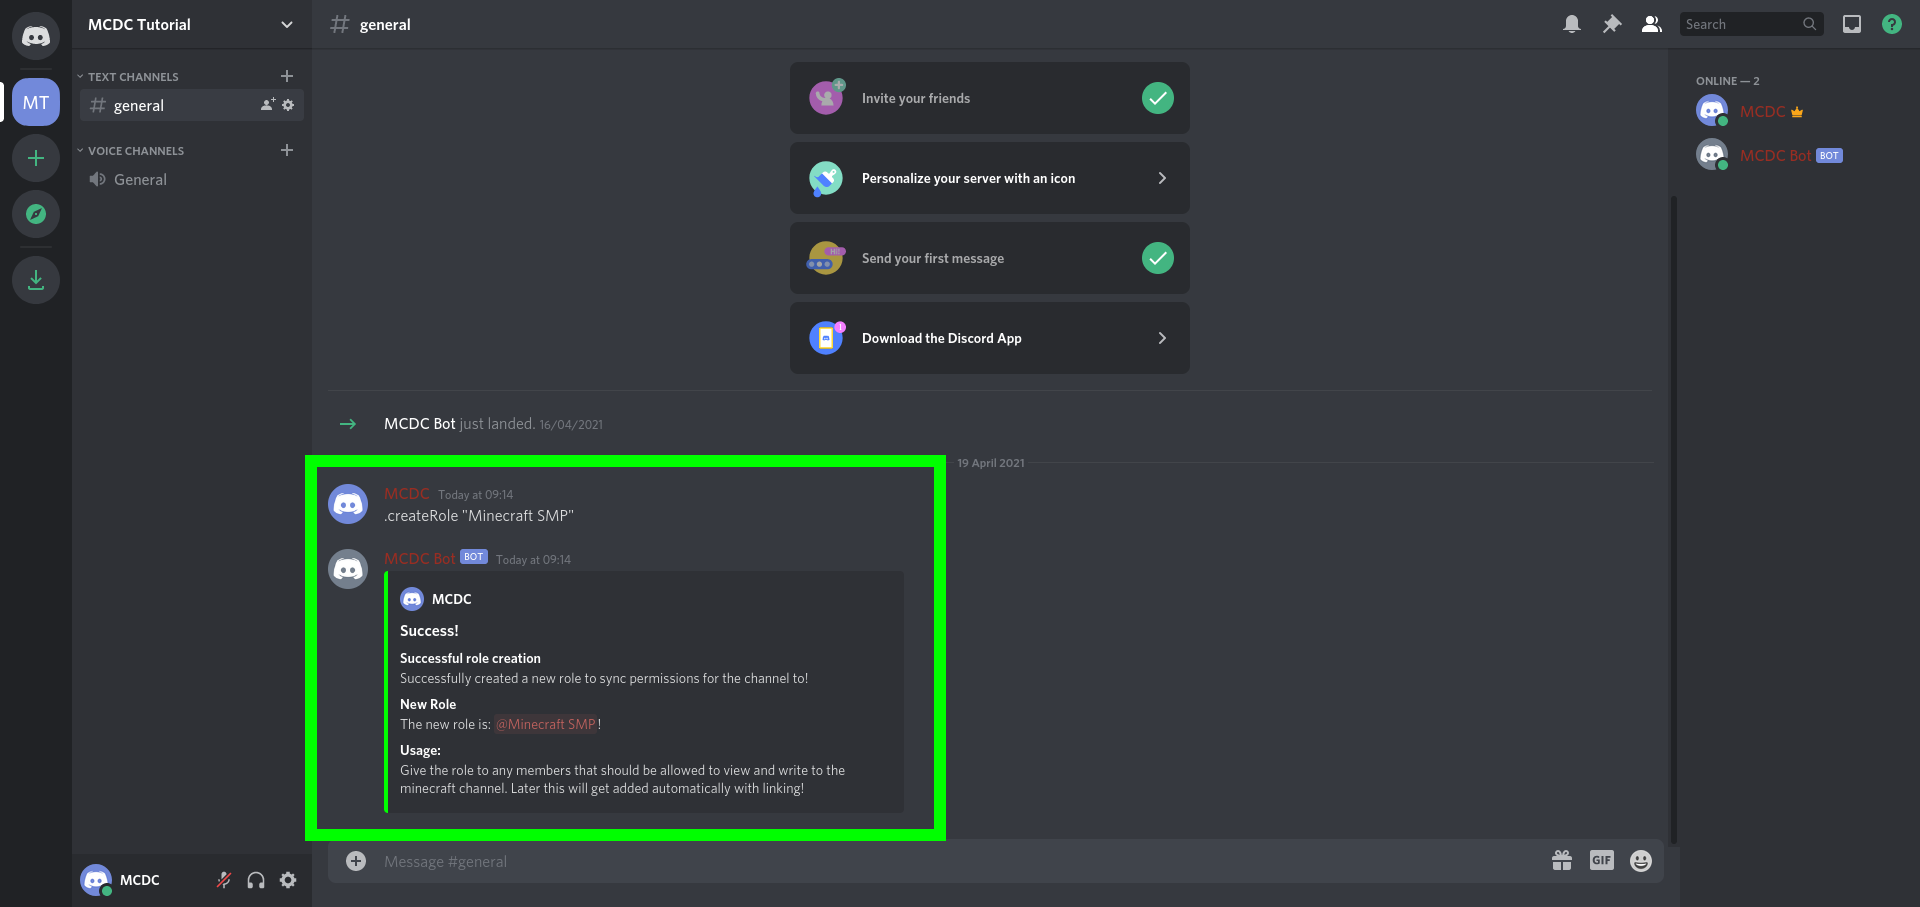 MCDC Tutorial
general
Search
MT
TEXT CHANNELS
general
VOICE CHANNELS
General
Invite your friends
Personalize your server with an icon
Send your first message
Download the Discord App
MCDC Bot just landed. 16/04/2021
19 April 2021
MCDC Today at 09:14
.createRole "Minecraft SMP"
MCDC Bot BOT Today at 09:14
MCDC
Success!
Successful role creation
Successfully created a new role to sync permissions for the channel to!
New Role
The new role is: @Minecraft SMP!
Usage:
Give the role to any members that should be allowed to view and write to the
minecraft channel. Later this will get added automatically with linking!
Message #general
GIF
MCDC
ONLINE — 2
MCDC
MCDC Bot BOT